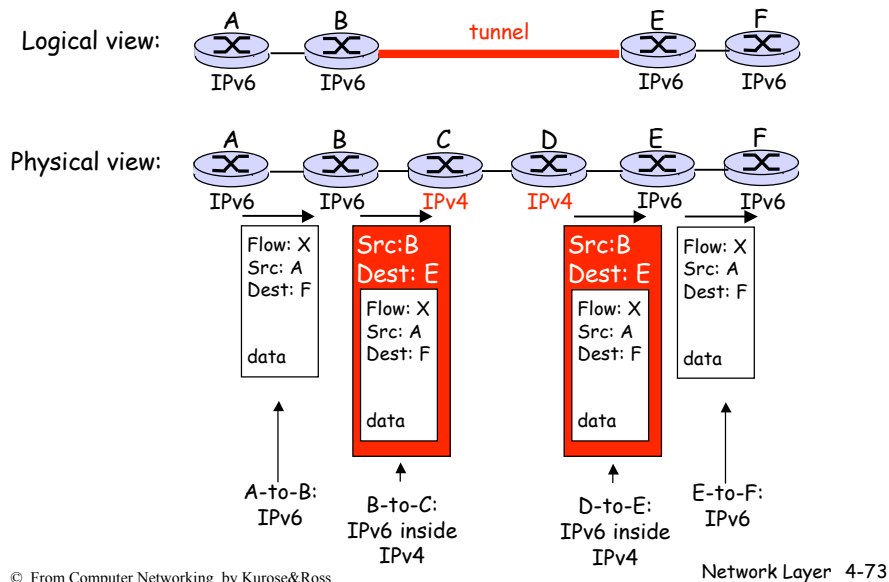 A B E F
Logical view:
tunnel
IPv6 IPv6 IPv6 IPv6
A B C D E F
Physical view:
IPv6 IPv6 IPv4 IPv4 IPv6 IPv6
Flow: X
Src: A
Dest: F
data
Src:B
Dest: E
Flow: X
Src: A
Dest: F
data
Src:B
Dest: E
Flow: X
Src: A
Dest: F
data
Flow: X
Src: A
Dest: F
data
A-to-B:
IPv6
B-to-C:
IPv6 inside
IPv4
D-to-E:
IPv6 inside
IPv4
E-to-F:
IPv6
© From Computer Networking, by Kurose&Ross
Network Layer 4-73